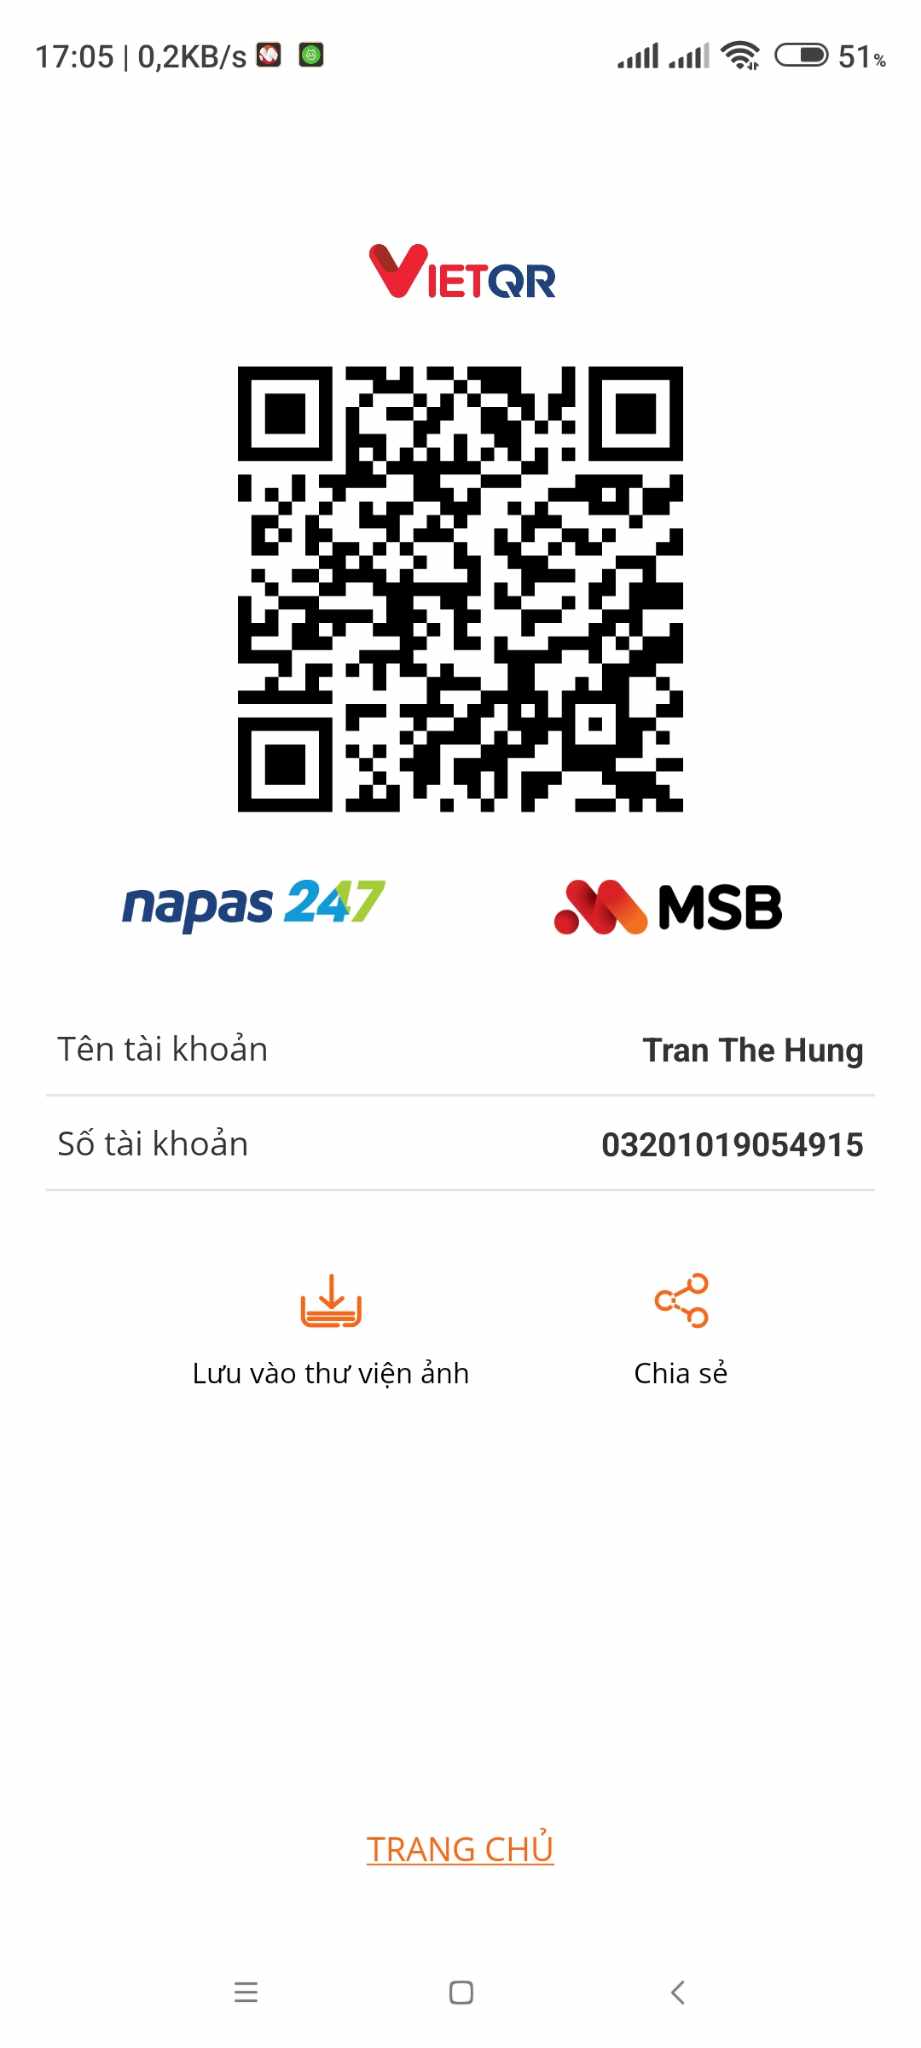 17:05 | 0,2KB/s 51%
VIETQR
napas 247 MSB
Tên tài khoản Tran The Hung
Số tài khoản 03201019054915
Lưu vào thư viện ảnh Chia sẻ
TRANG CHỦ